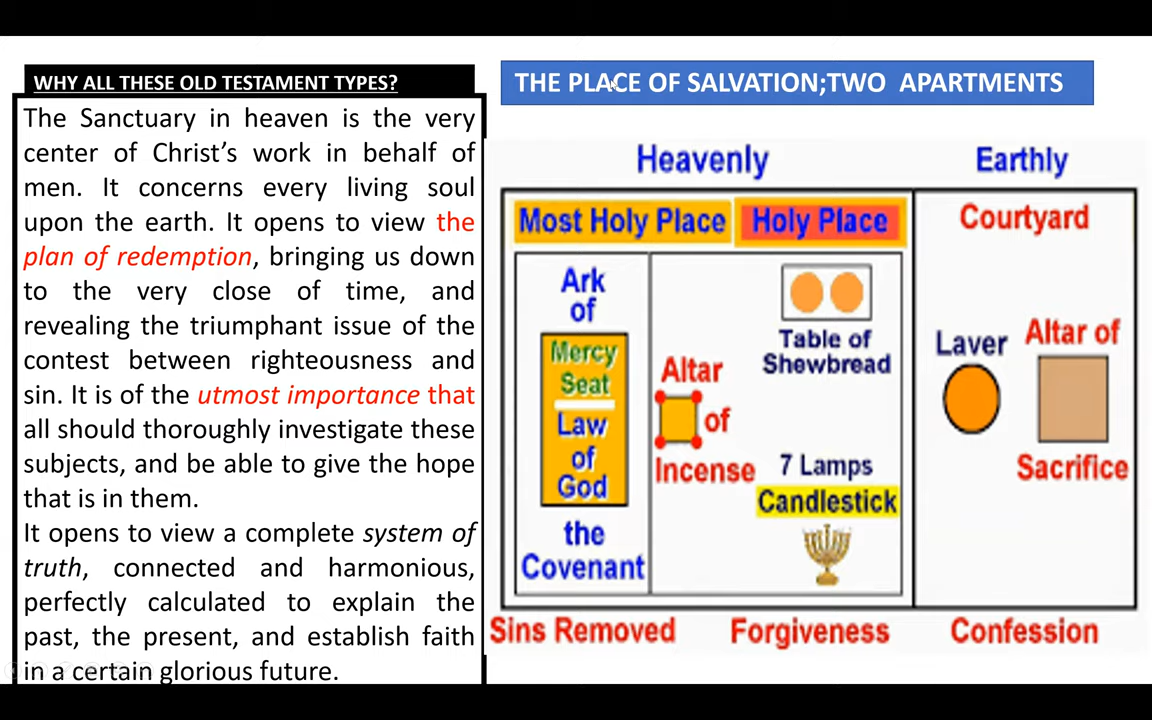 WHY ALL THESE OLD TESTAMENT TYPES?
The Sanctuary in heaven is the very
center of Christ's work in behalf of
men. It concerns every living soul
upon the earth. It opens to view the
plan of redemption, bringing us down
to the very close of time, and
revealing the triumphant issue of the
contest between righteousness and
sin. It is of the utmost importance that
all should thoroughly investigate these
subjects, and be able to give the hope
that is in them.
It opens to view a complete system of
truth, connected and harmonious,
perfectly calculated to explain the
past, the present, and establish faith
in a certain glorious future.
THE PLACE OF SALVATION;TWO APARTMENTS
Heavenly
Earthly
Most Holy Place
Holy Place
Courtyard
Ark
of
Mercy
Seat
Law
of
God
the
Covenant
Altar
of
Incense
Table of
Shewbread
7 Lamps
Candlestick
Laver
Altar of
Sacrifice
Sins Removed
Forgiveness
Confession